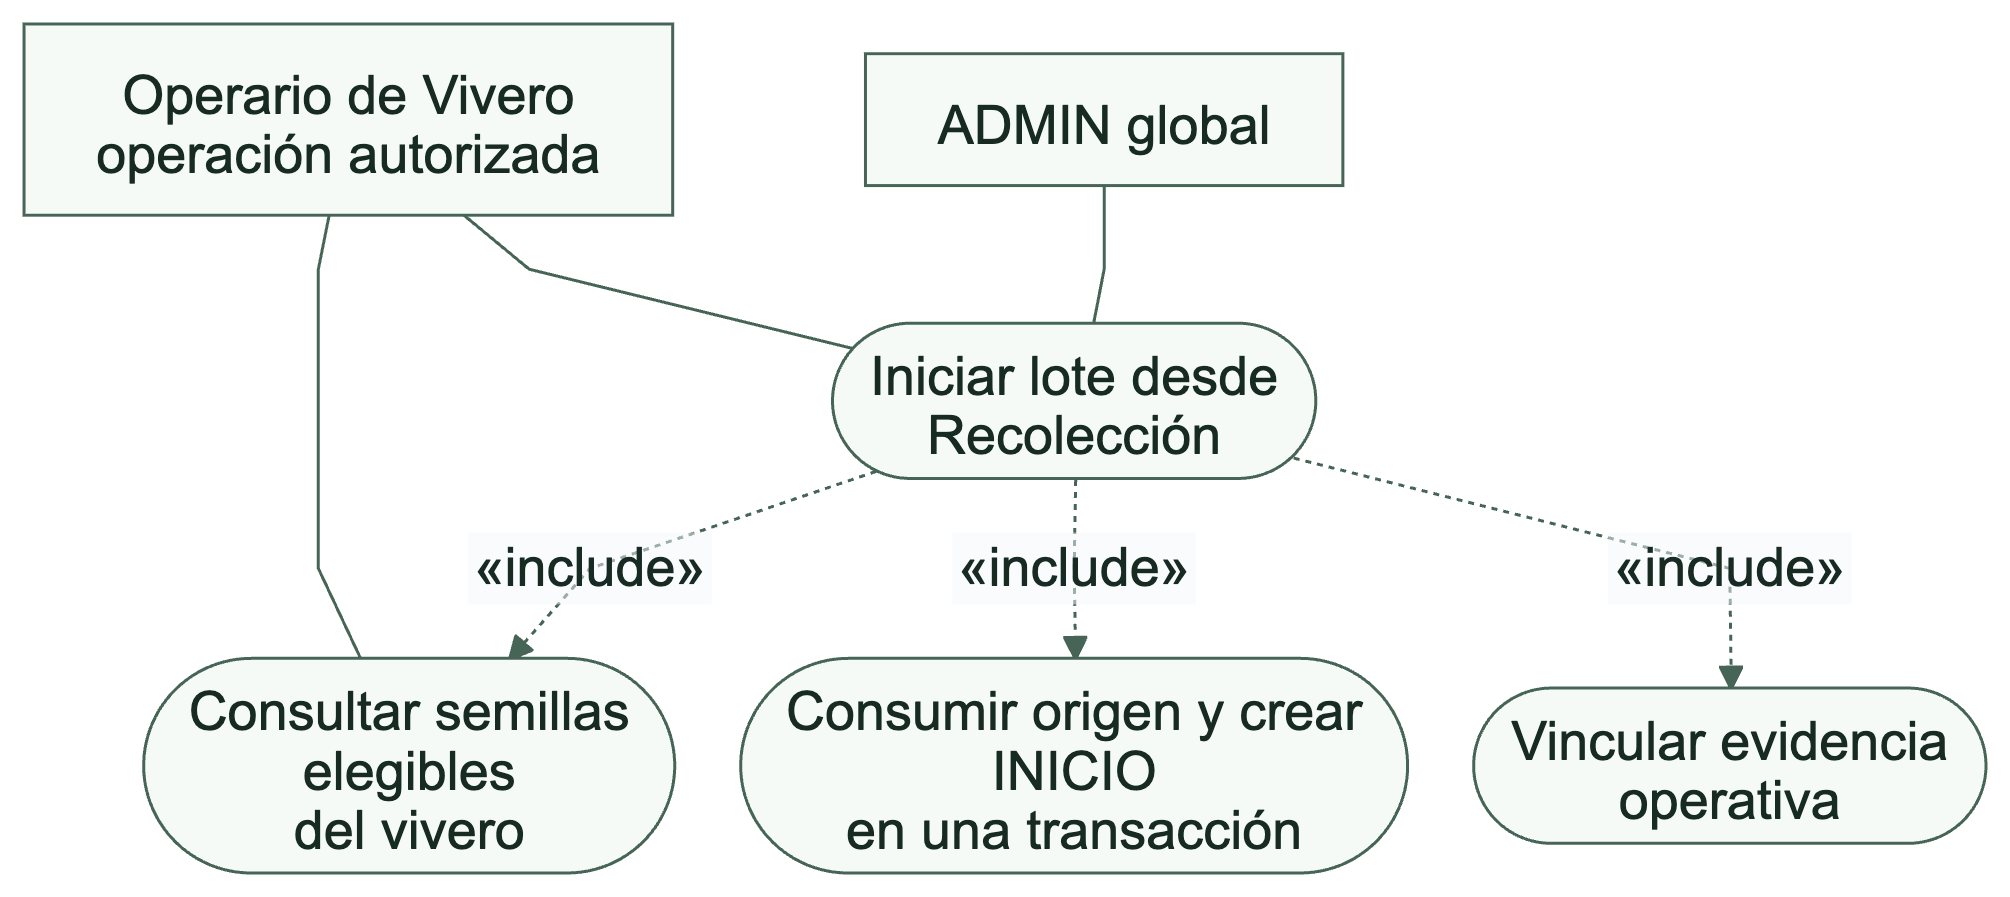 Operario de Vivero
operación autorizada
ADMIN global
Iniciar lote desde
Recolección
«include»
«include»
«include»
Consultar semillas
elegibles
del vivero
Consumir origen y crear
INICIO
en una transacción
Vincular evidencia
operativa